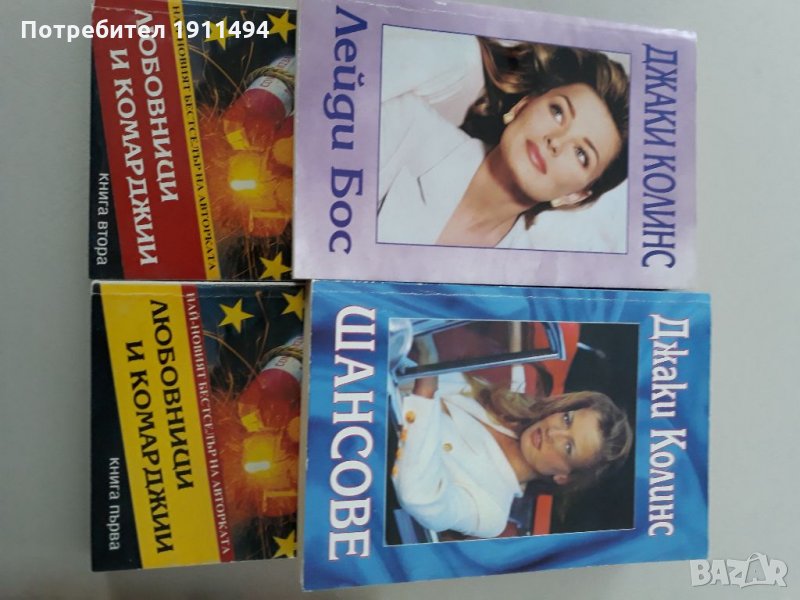 Потребител 1911494
НАЙ-НОВИЯТ БЕСТСЕЛЪР НА АВТОРКАТА
ЛЮБОВНИЦИ
И КОМАРДЖИИ
КНИГА ВТОРА
ДЖАКИ КОЛИНС
Лейди Бос
НАЙ-НОВИЯТ БЕСТСЕЛЪР НА АВТОРКАТА
ЛЮБОВНИЦИ
И КОМАРДЖИИ
КНИГА ПЪРВА
Джаки Колинс
ШАНСОВЕ
BAZAR